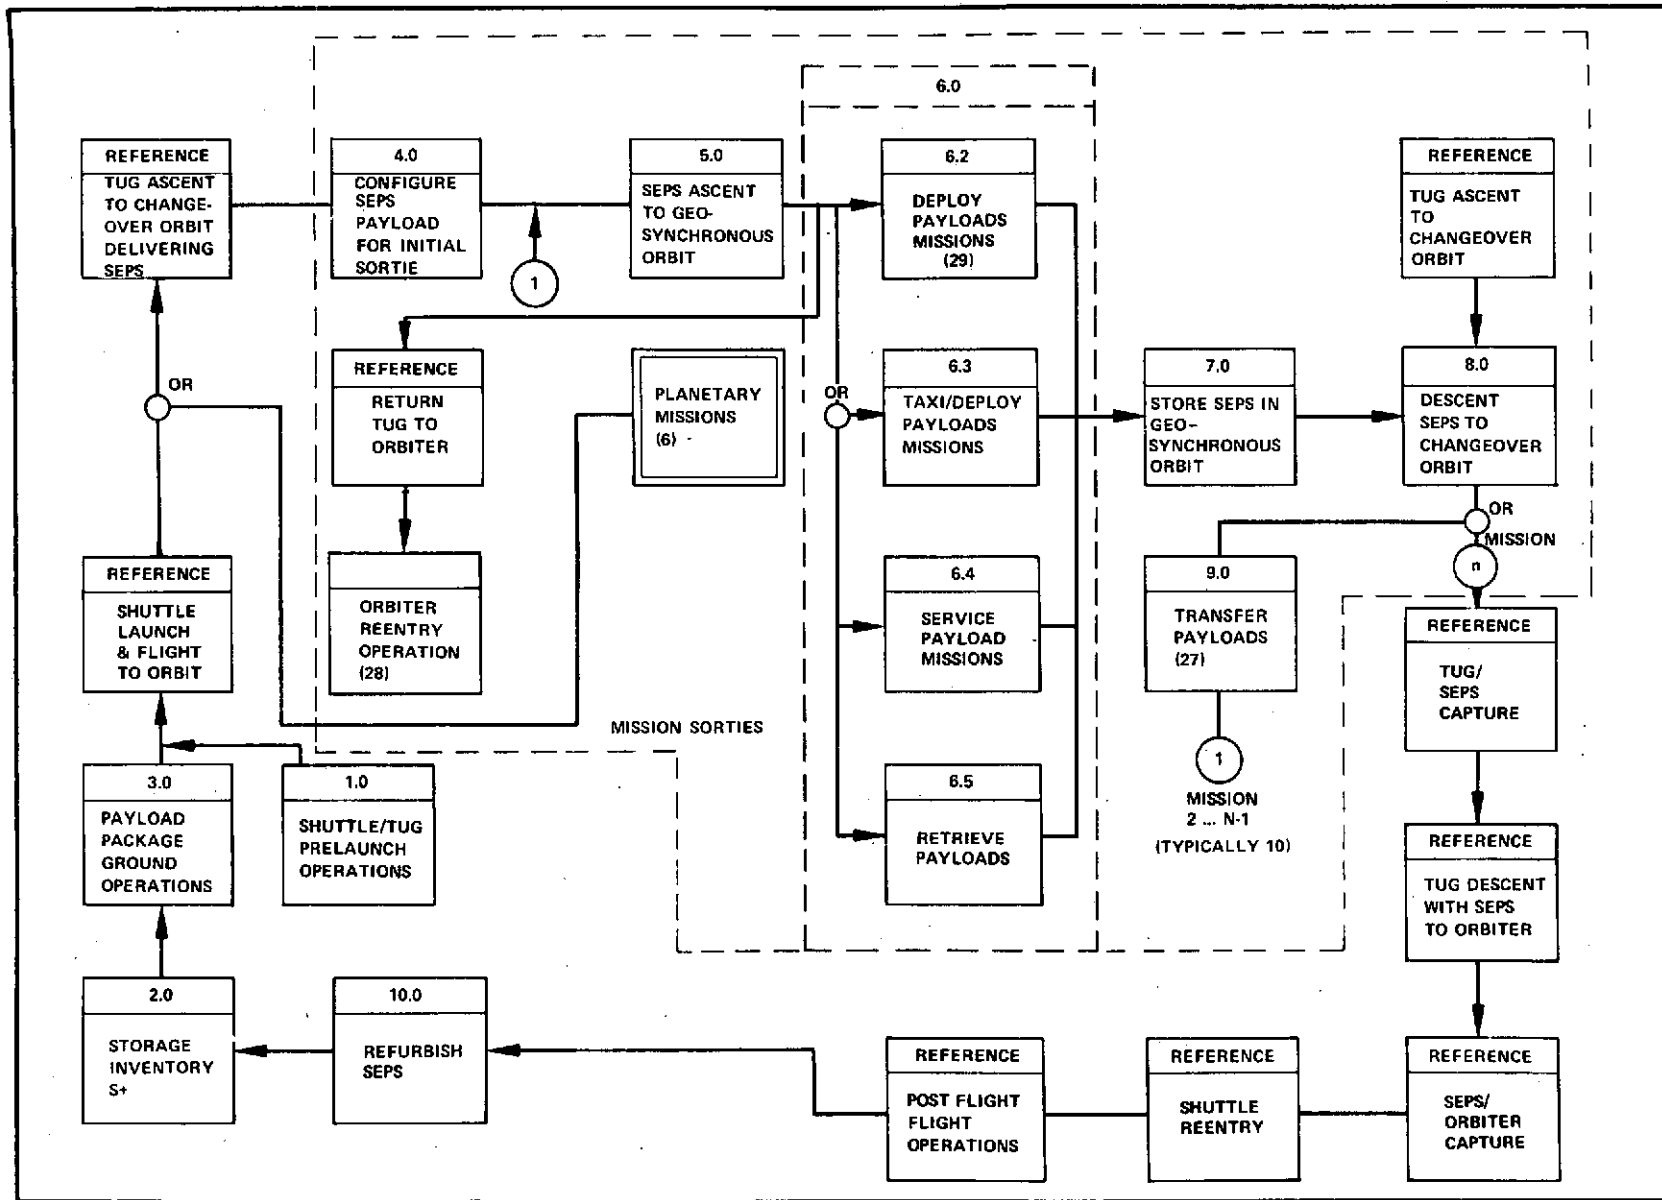 6.0
REFERENCE
TUG ASCENT
TO CHANGE-
OVER ORBIT
DELIVERING
SEPS
4.0
CONFIGURE
SEPS
PAYLOAD
FOR INITIAL
SORTIE
5.0
SEPS ASCENT
TO GEO-
SYNCHRONOUS
ORBIT
6.2
DEPLOY
PAYLOADS
MISSIONS
(29)
REFERENCE
TUG ASCENT
TO
CHANGEOVER
ORBIT
1
OR
REFERENCE
RETURN
TUG TO
ORBITER
PLANETARY
MISSIONS
(6) -
OR
6.3
TAXI/DEPLOY
PAYLOADS
MISSIONS
7.0
STORE SEPS IN
GEO-
SYNCHRONOUS
ORBIT
8.0
DESCENT
SEPS TO
CHANGEOVER
ORBIT
OR
MISSION
n
REFERENCE
SHUTTLE
LAUNCH
& FLIGHT
TO ORBIT
ORBITER
REENTRY
OPERATION
(28)
6.4
SERVICE
PAYLOAD
MISSIONS
9.0
TRANSFER
PAYLOADS
(27)
REFERENCE
TUG/
SEPS
CAPTURE
MISSION SORTIES
3.0
PAYLOAD
PACKAGE
GROUND
OPERATIONS
1.0
SHUTTLE/TUG
PRELAUNCH
OPERATIONS
6.5
RETRIEVE
PAYLOADS
1
MISSION
2 ... N-1
(TYPICALLY 10)
REFERENCE
TUG DESCENT
WITH SEPS
TO ORBITER
2.0
STORAGE
INVENTORY
S+
10.0
REFURBISH
SEPS
REFERENCE
POST FLIGHT
FLIGHT
OPERATIONS
REFERENCE
SHUTTLE
REENTRY
REFERENCE
SEPS/
ORBITER
CAPTURE